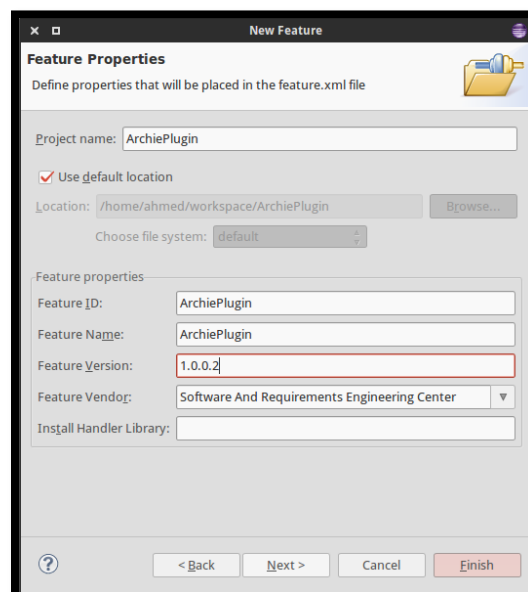 New Feature
Feature Properties
Define properties that will be placed in the feature.xml file
Project name: ArchiePlugin
Use default location
Location: /home/ahmed/workspace/ArchiePlugin Browse...
Choose file system: default
Feature properties
Feature ID: ArchiePlugin
Feature Name: ArchiePlugin
Feature Version: 1.0.0.2
Feature Vendor: Software And Requirements Engineering Center
Install Handler Library:
? < Back Next > Cancel Finish